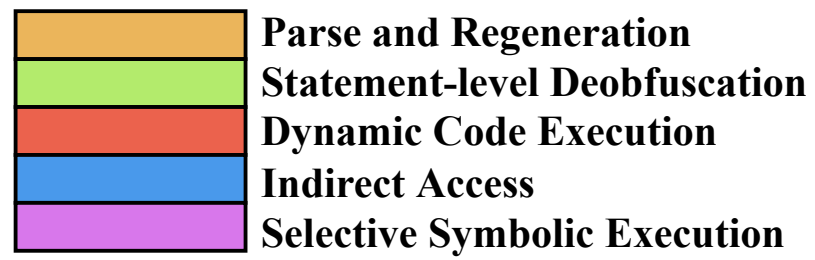 Parse and Regeneration
Statement-level Deobfuscation
Dynamic Code Execution
Indirect Access
Selective Symbolic Execution